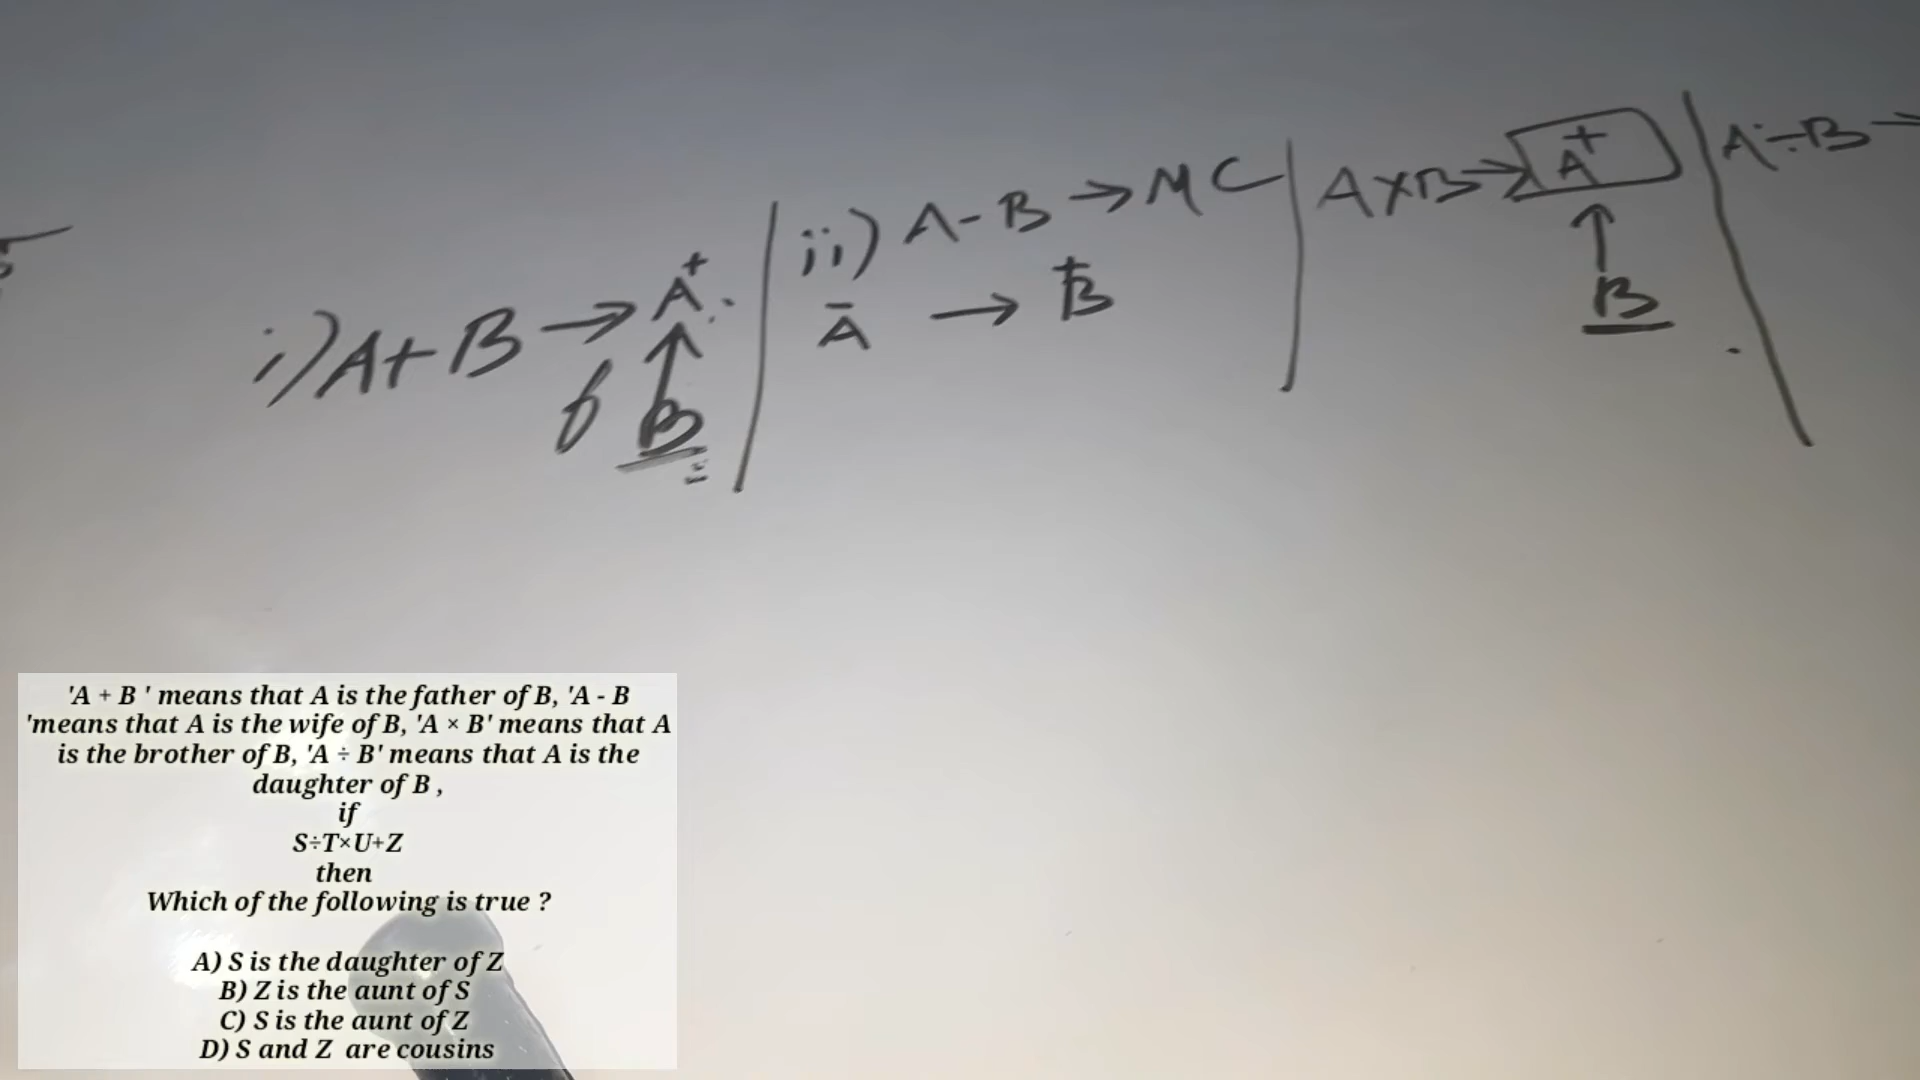 i) A+B → A+
f B
ii) A-B → MC
A → B
A×B → A+
B
A÷B →
'A + B ' means that A is the father of B, 'A - B
'means that A is the wife of B, 'A × B' means that A
is the brother of B, 'A ÷ B' means that A is the
daughter of B ,
if
S÷T×U+Z
then
Which of the following is true ?
A) S is the daughter of Z
B) Z is the aunt of S
C) S is the aunt of Z
D) S and Z are cousins